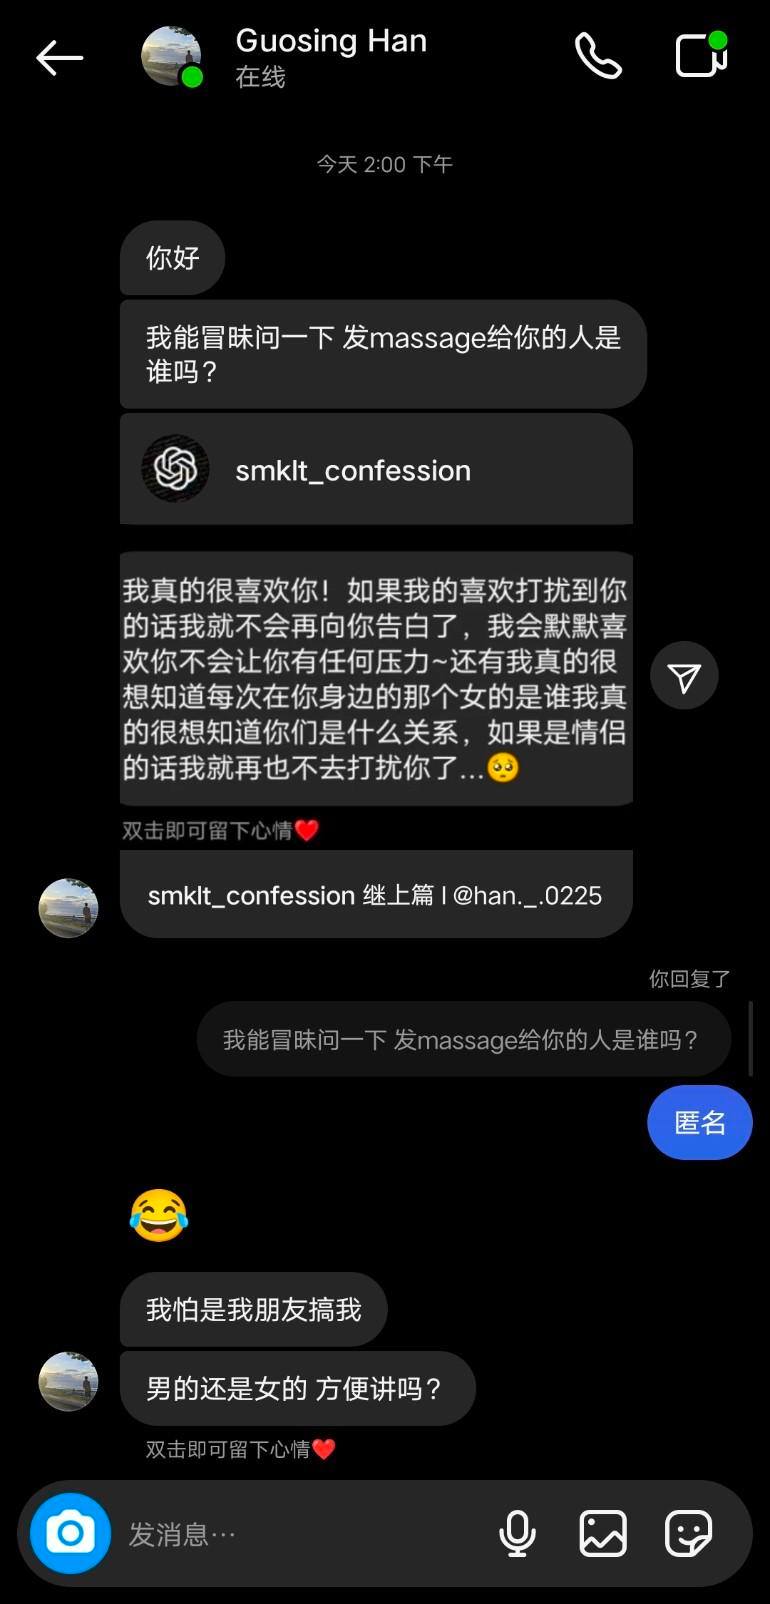 Guosing Han
在线
今天 2:00 下午
你好
我能冒昧问一下 发massage给你的人是
谁吗？
smklt_confession
我真的很喜欢你！如果我的喜欢打扰到你
的话我就不会再向你告白了，我会默默喜
欢你不会让你有任何压力~还有我真的很
想知道每次在你身边的那个女的是谁我真
的很想知道你们是什么关系，如果是情侣
的话我就再也不去打扰你了...🥺
双击即可留下心情❤️
smklt_confession 继上篇 l @han._.0225
你回复了
我能冒昧问一下 发massage给你的人是谁吗？
匿名
😂
我怕是我朋友搞我
男的还是女的 方便讲吗？
双击即可留下心情❤️
发消息…